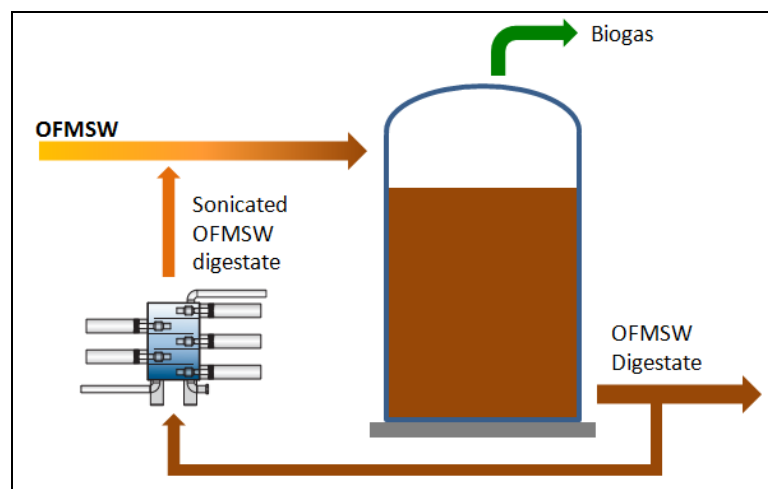 Biogas
OFMSW
Sonicated
OFMSW
digestate
OFMSW
Digestate